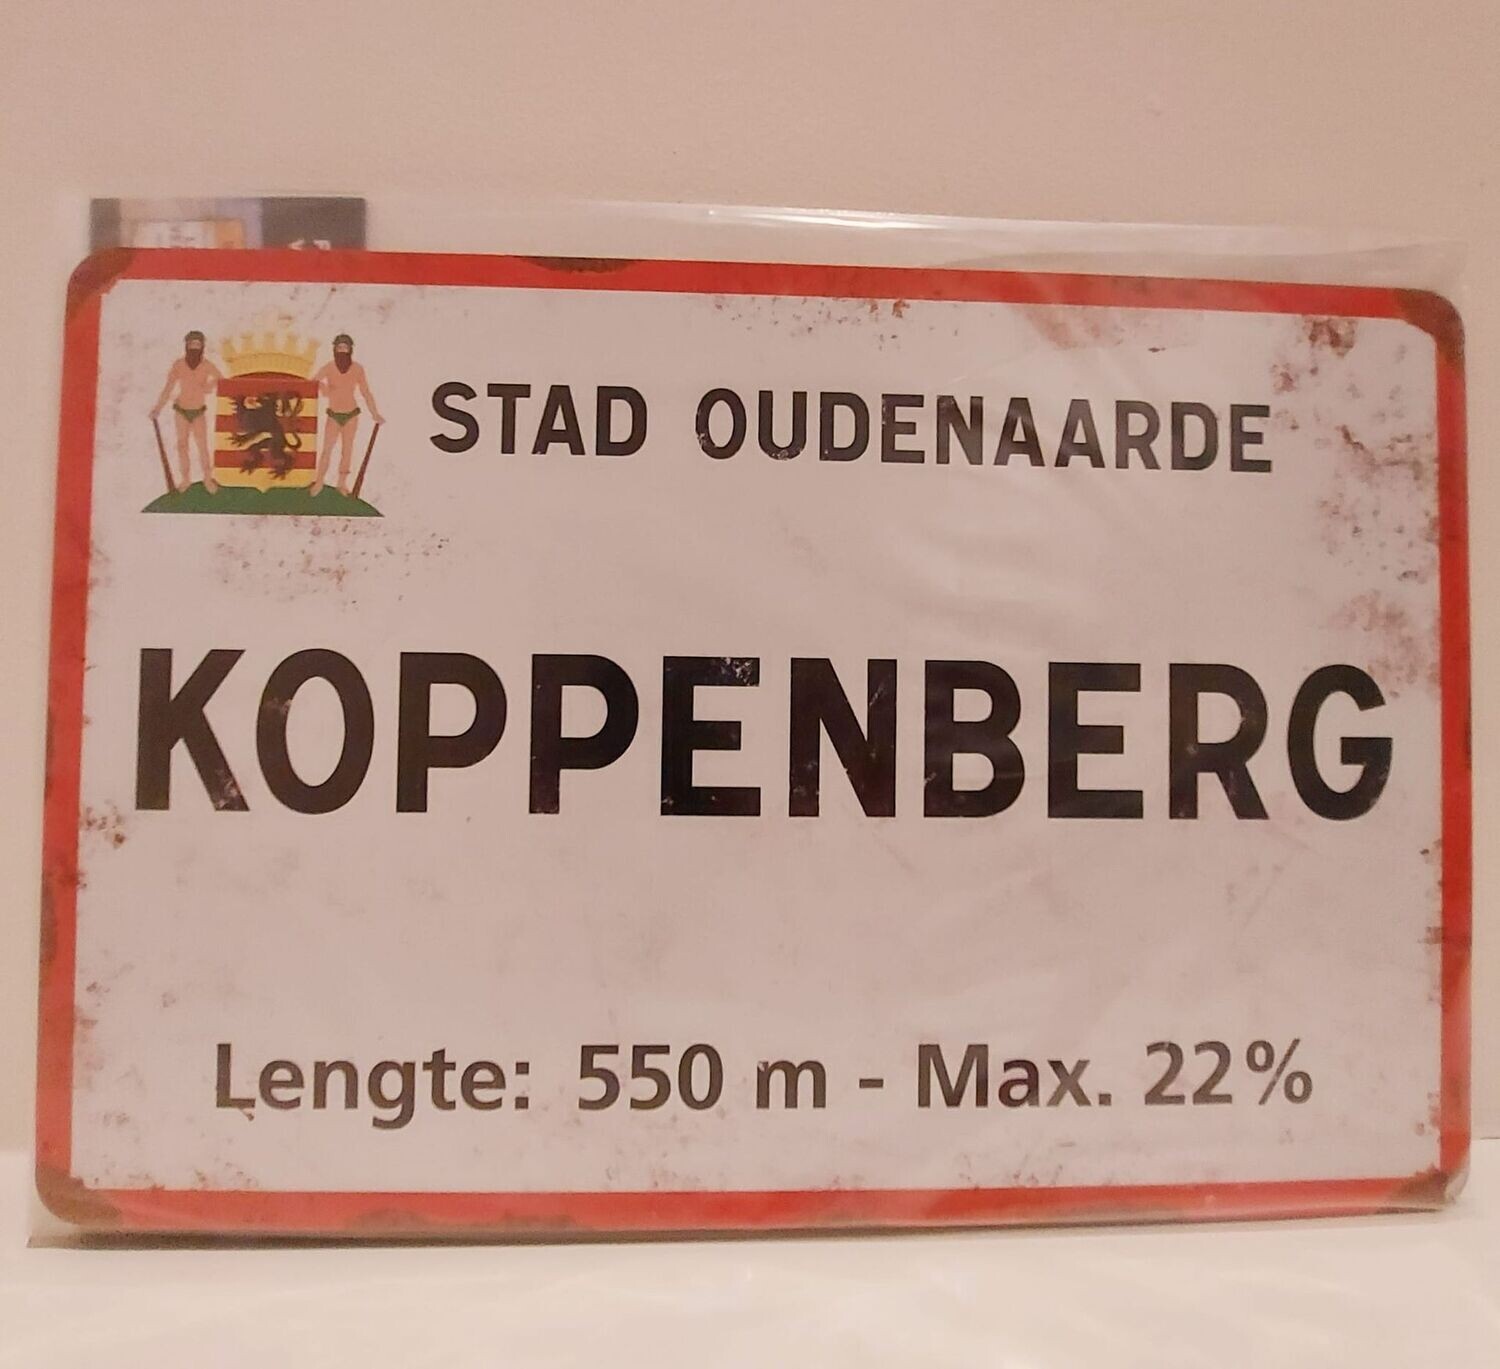 STAD OUDENAARDE
KOPPENBERG
Lengte: 550 m - Max. 22%